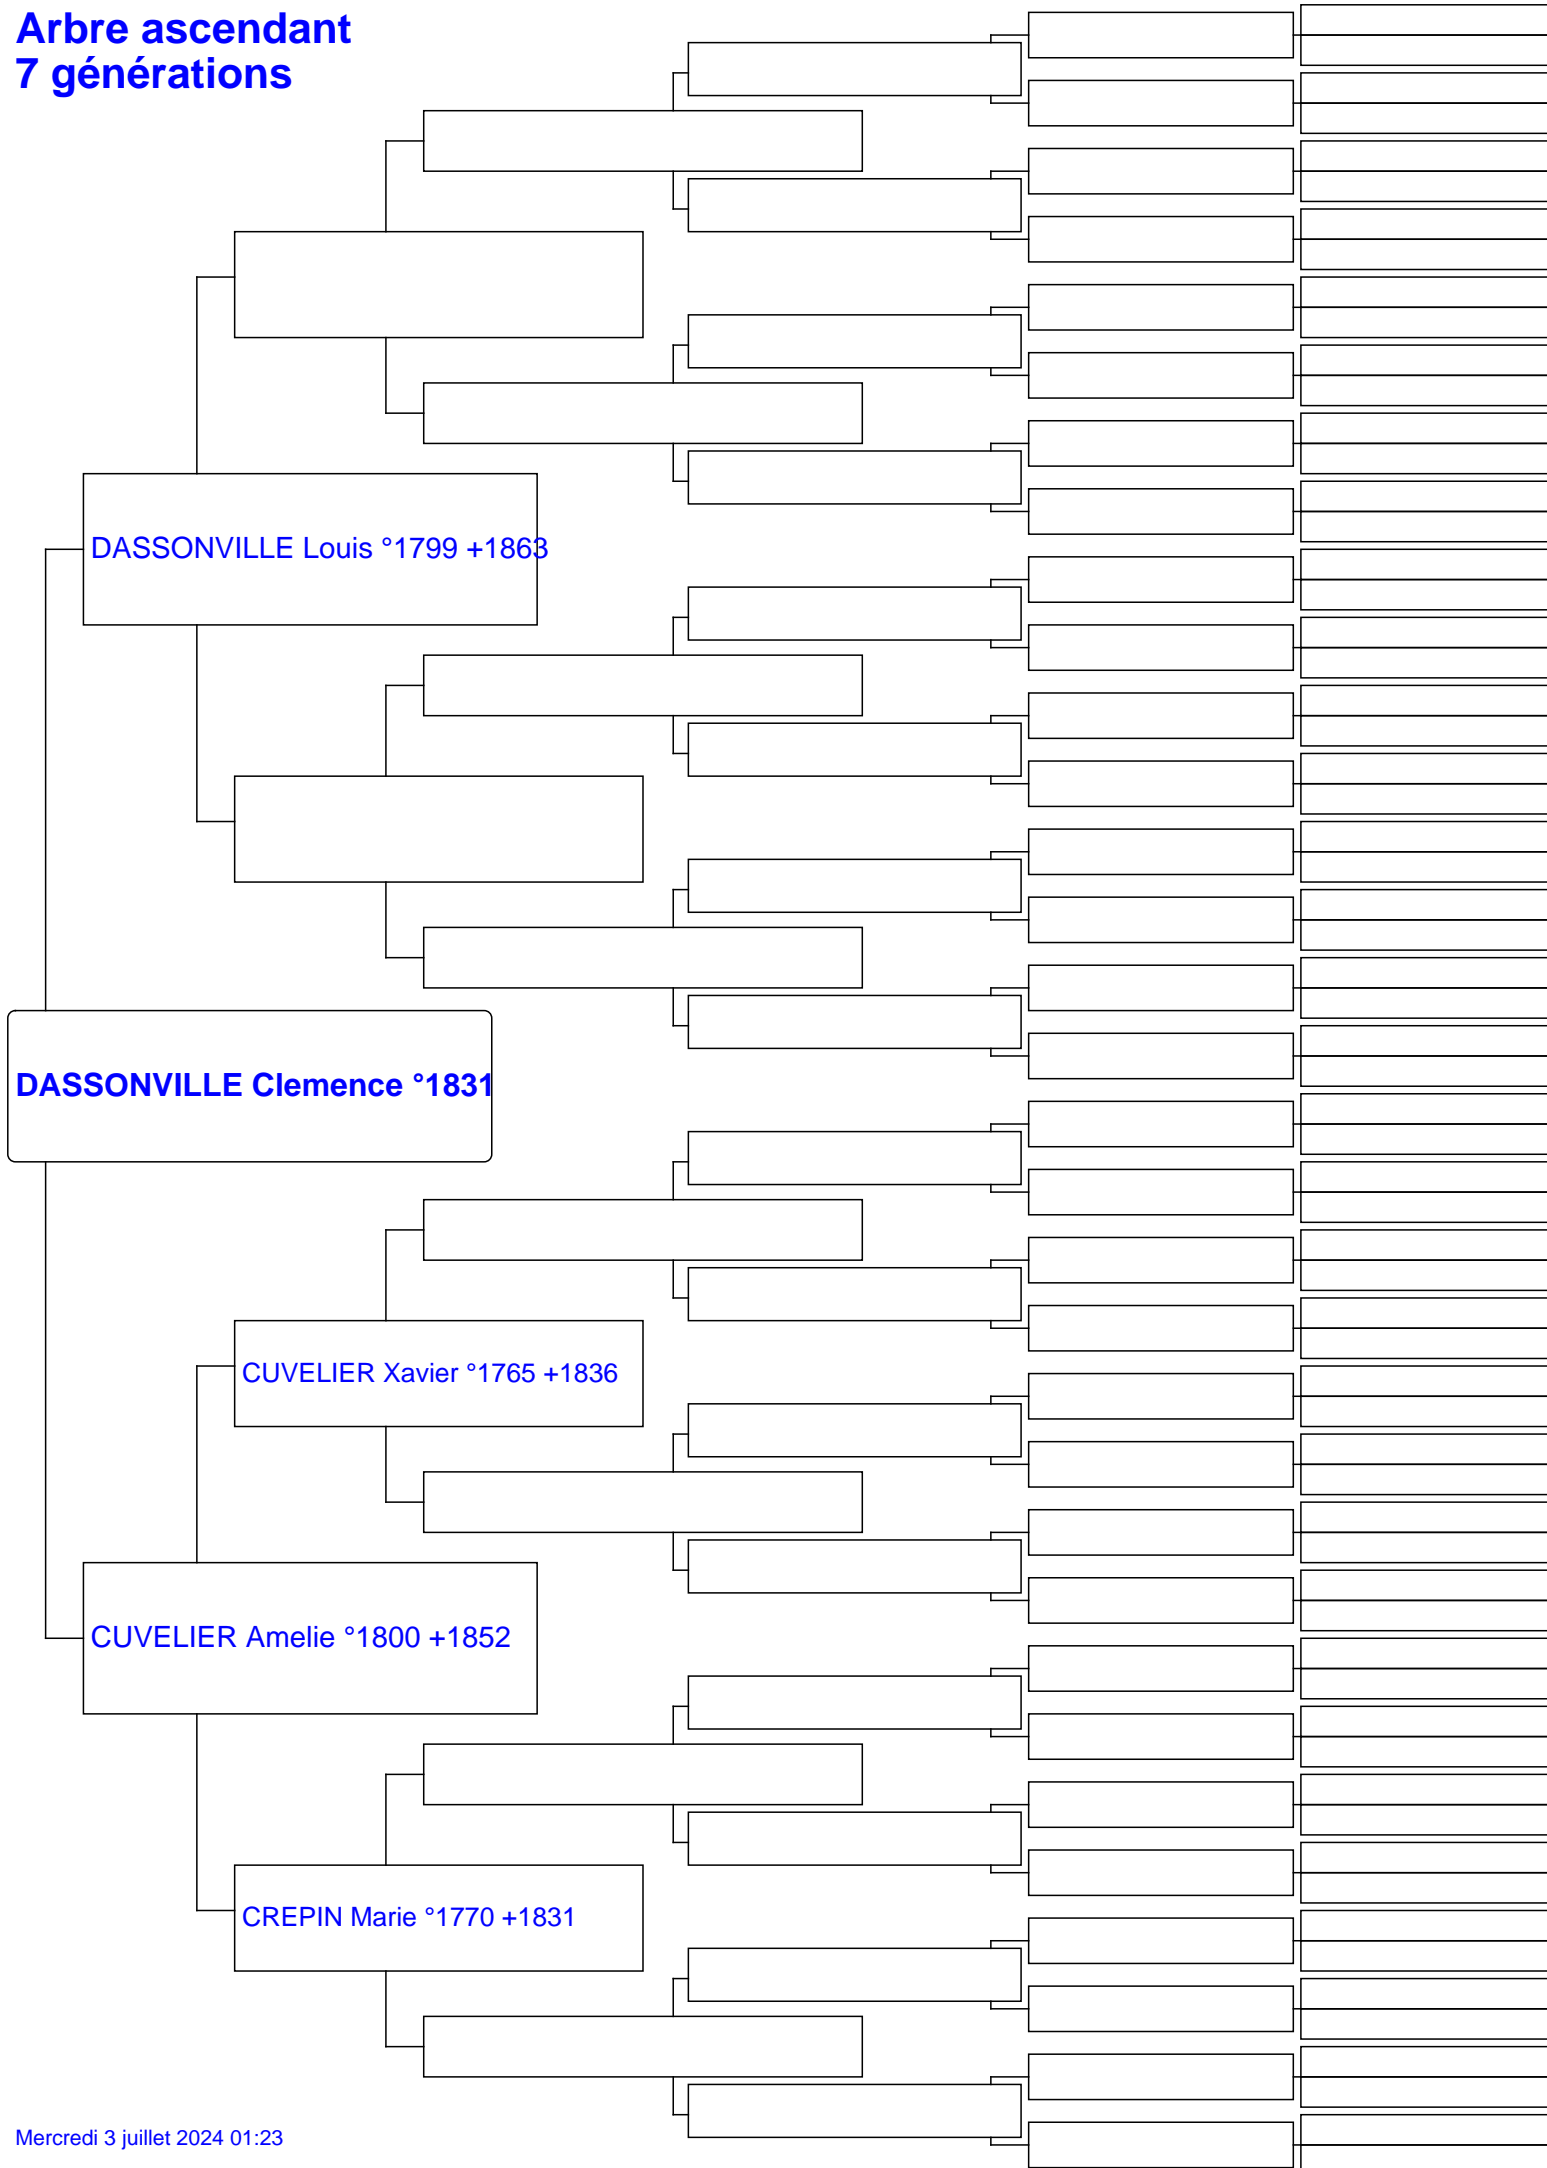 Arbre ascendant
7 générations
DASSONVILLE Louis °1799 +1863
DASSONVILLE Clemence °1831
CUVELIER Xavier °1765 +1836
CUVELIER Amelie °1800 +1852
CREPIN Marie °1770 +1831
Mercredi 3 juillet 2024 01:23